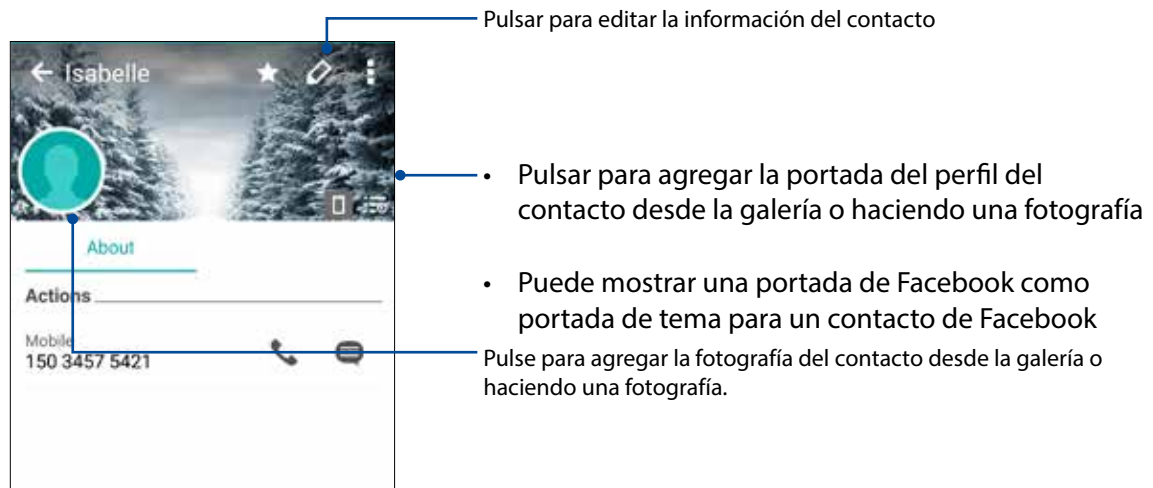 Pulsar para editar la información del contacto
Isabelle
• Pulsar para agregar la portada del perfil del
contacto desde la galería o haciendo una fotografía
About
• Puede mostrar una portada de Facebook como
portada de tema para un contacto de Facebook
Actions
Mobile
150 3457 5421
Pulse para agregar la fotografía del contacto desde la galería o
haciendo una fotografía.